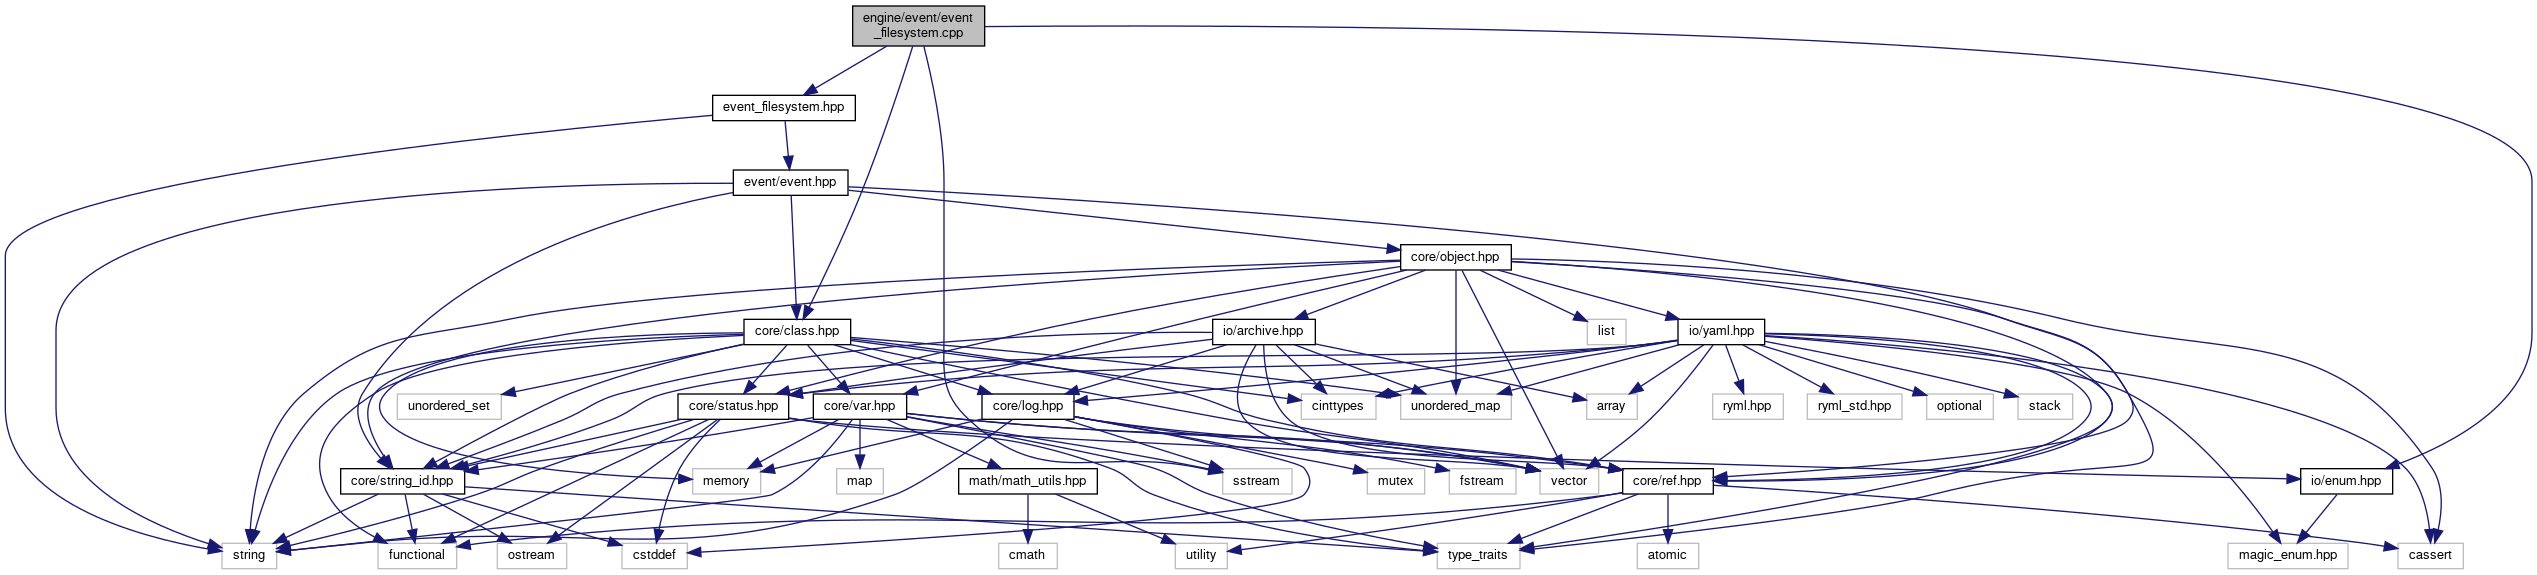 engine/event/event
_filesystem.cpp
event_filesystem.hpp
event/event.hpp
core/object.hpp
core/class.hpp
io/archive.hpp
list
io/yaml.hpp
unordered_set
core/status.hpp
core/var.hpp
core/log.hpp
cinttypes
unordered_map
array
ryml.hpp
ryml_std.hpp
optional
stack
core/string_id.hpp
memory
map
math/math_utils.hpp
sstream
mutex
fstream
vector
core/ref.hpp
io/enum.hpp
string
functional
ostream
cstddef
cmath
utility
type_traits
atomic
magic_enum.hpp
cassert